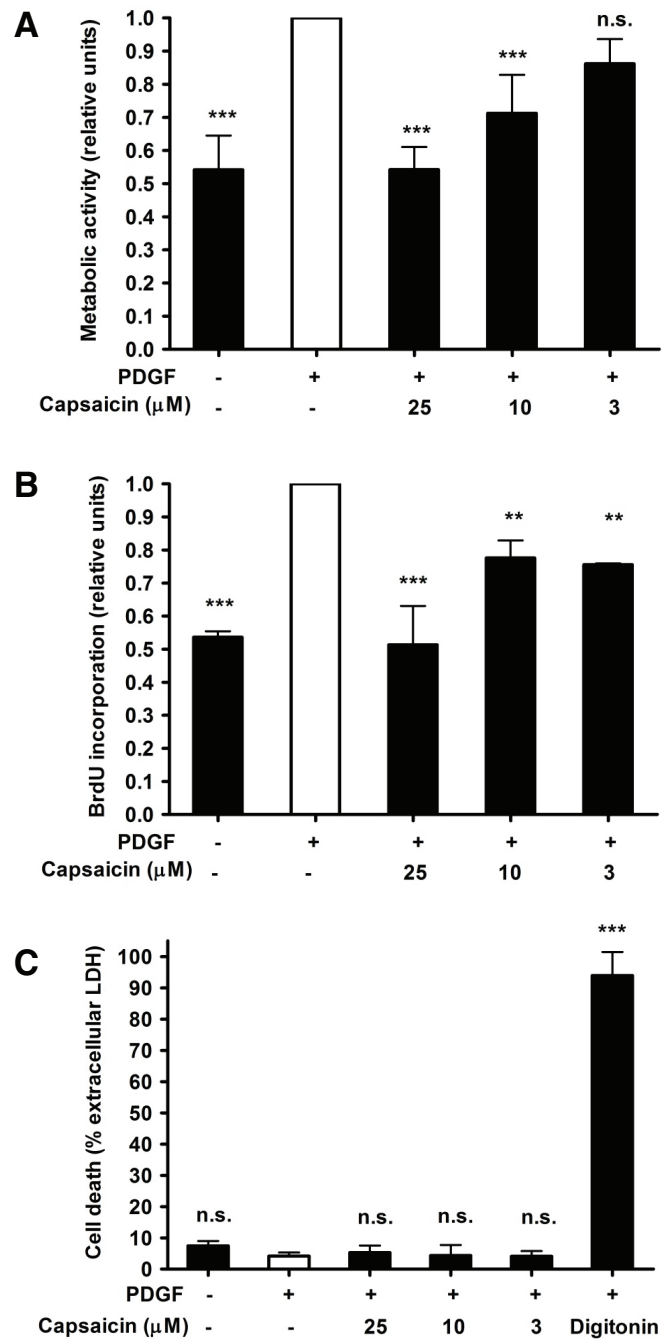 A
Metabolic activity (relative units)
1.0
0.9
0.8
0.7
0.6
0.5
0.4
0.3
0.2
0.1
0.0
***
***
***
n.s.
PDGF - + + + +
Capsaicin (μM) - - 25 10 3
B
BrdU incorporation (relative units)
1.0
0.9
0.8
0.7
0.6
0.5
0.4
0.3
0.2
0.1
0.0
***
***
**
**
PDGF - + + + +
Capsaicin (μM) - - 25 10 3
C
Cell death (% extracellular LDH)
100
90
80
70
60
50
40
30
20
10
0
n.s.
n.s.
n.s.
n.s.
***
PDGF - + + + + +
Capsaicin (μM) - - 25 10 3 Digitonin